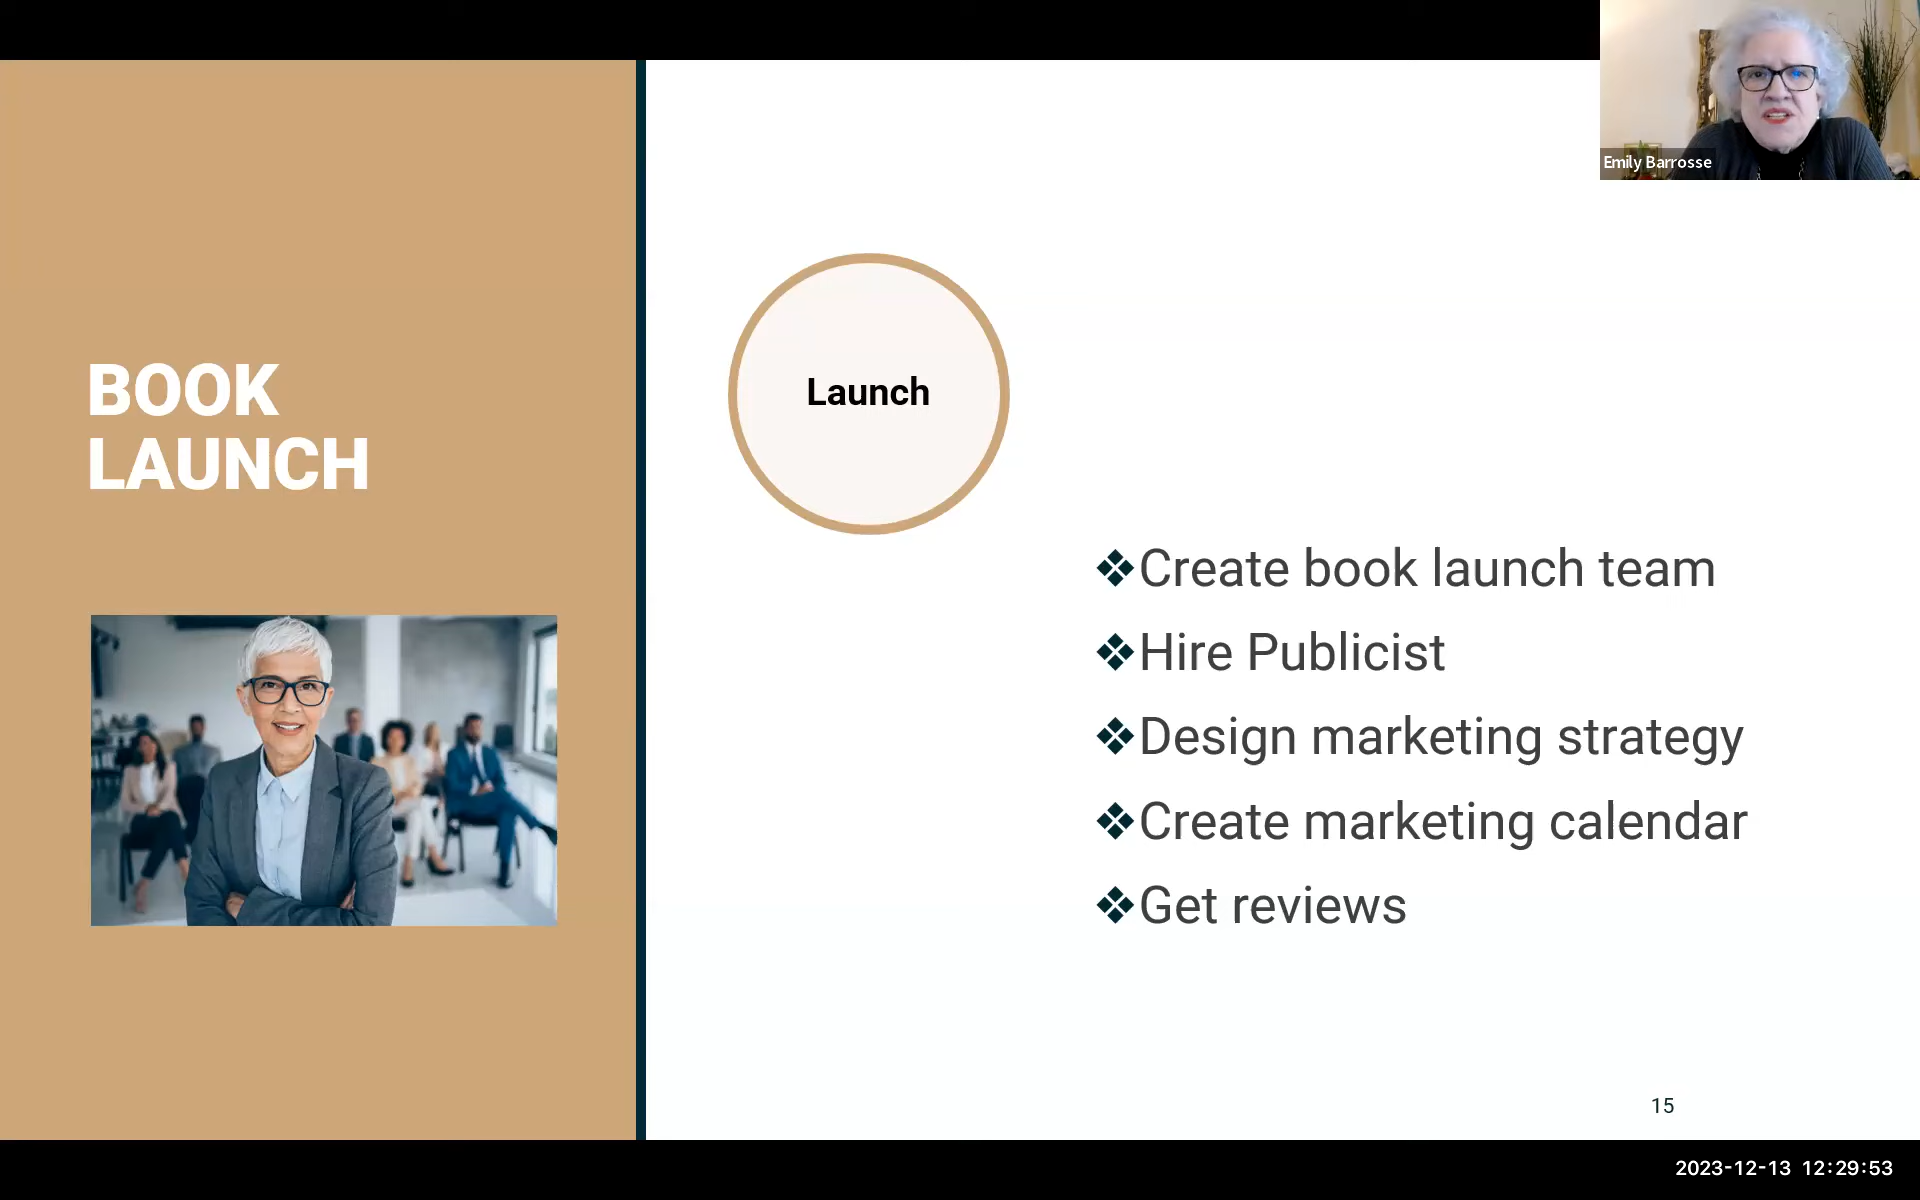 Emily Barrosse
BOOK
LAUNCH
Launch
❖Create book launch team
❖Hire Publicist
❖Design marketing strategy
❖Create marketing calendar
❖Get reviews
15
2023-12-13 12:29:53